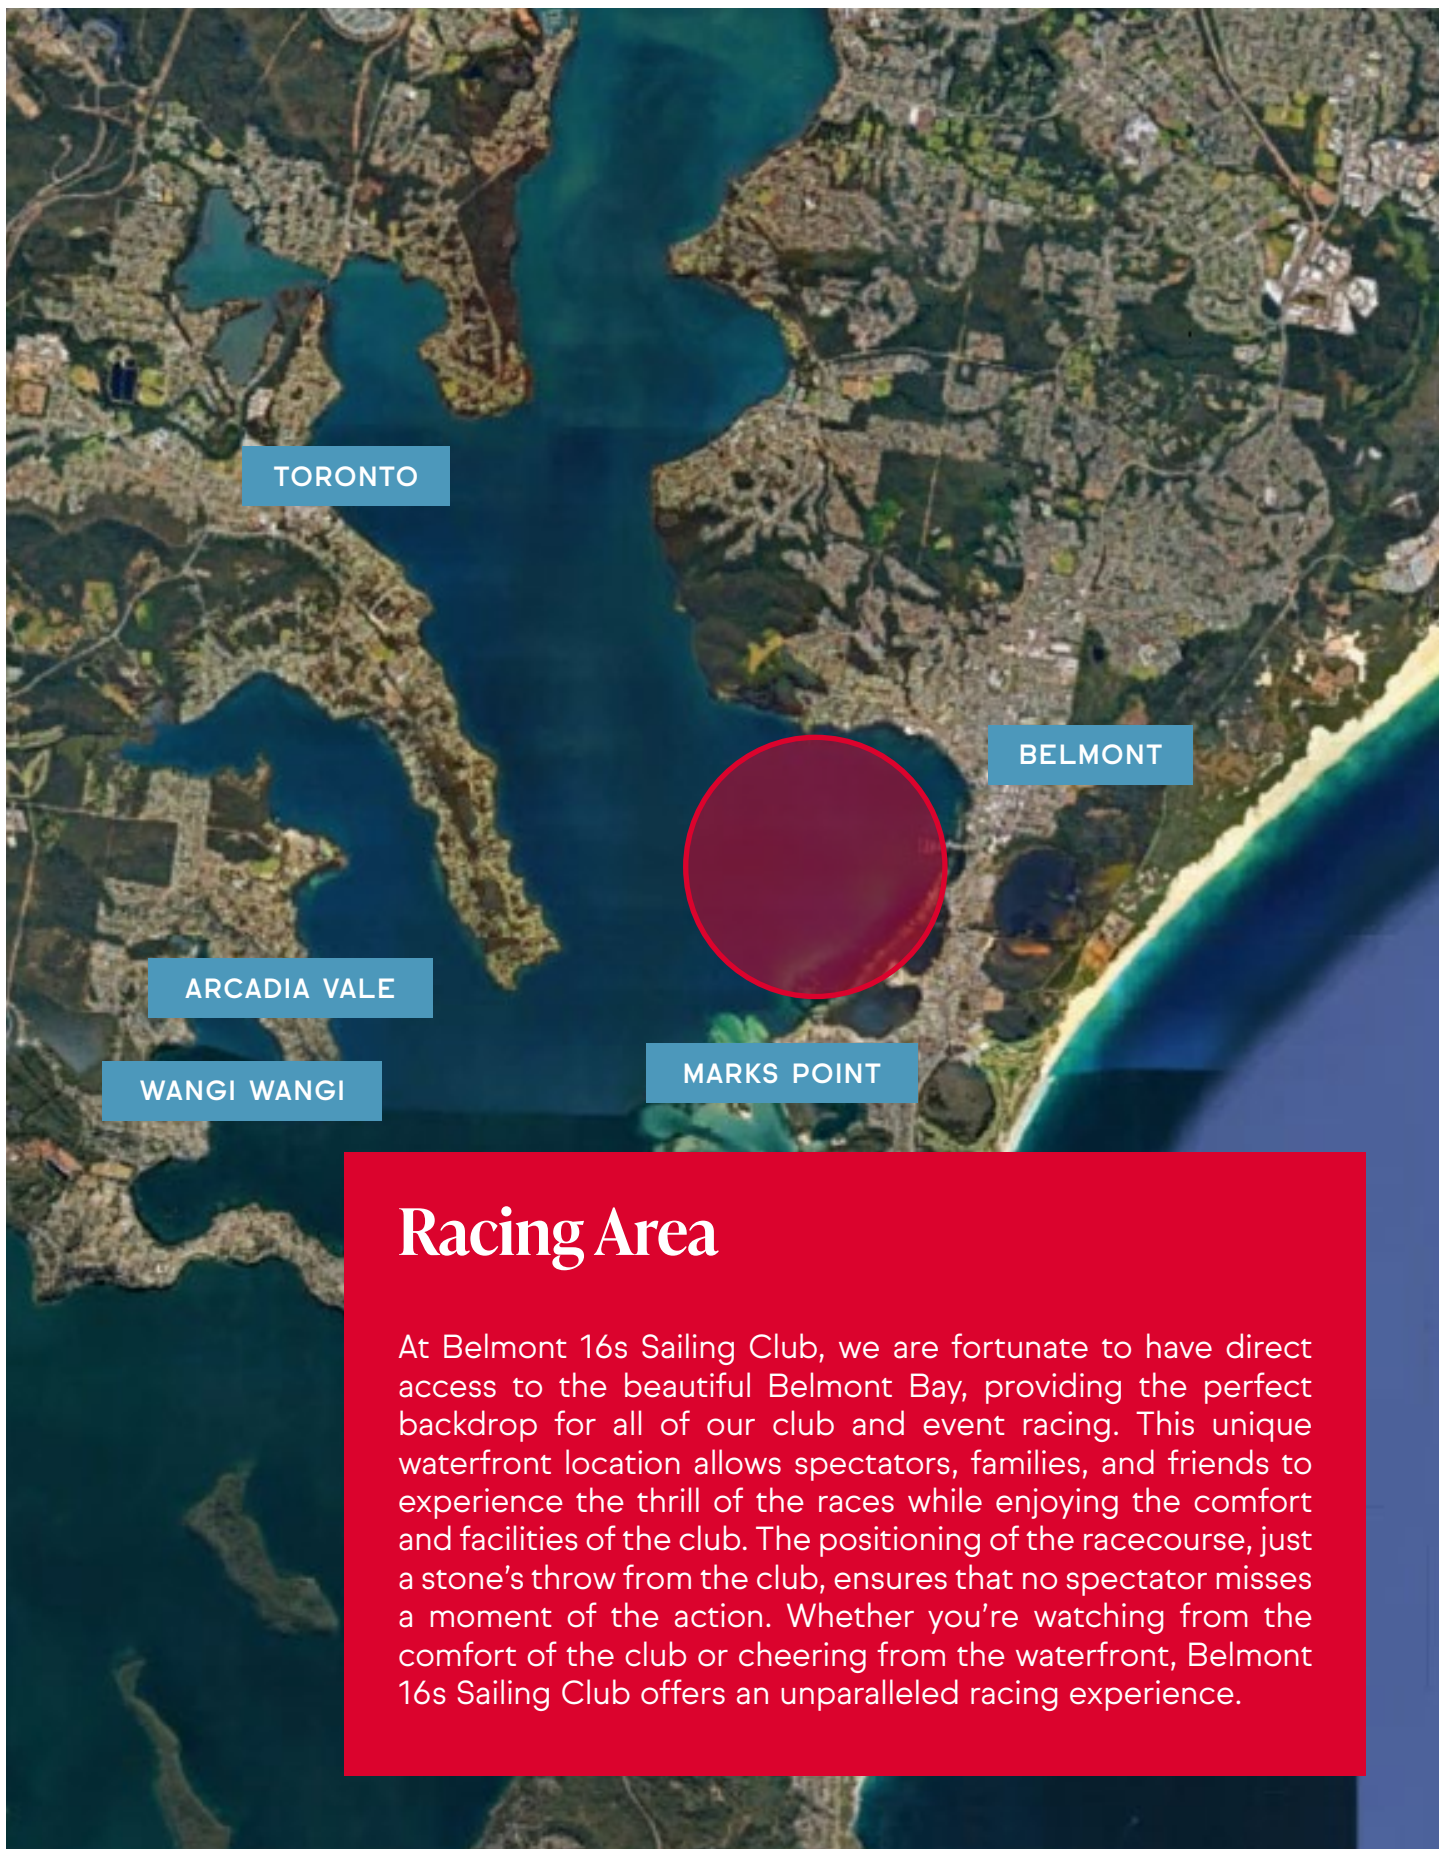 TORONTO
BELMONT
ARCADIA VALE
MARKS POINT
WANGI WANGI
Racing Area
At Belmont 16s Sailing Club, we are fortunate to have direct
access to the beautiful Belmont Bay, providing the perfect
backdrop for all of our club and event racing. This unique
waterfront location allows spectators, families, and friends to
experience the thrill of the races while enjoying the comfort
and facilities of the club. The positioning of the racecourse, just
a stone’s throw from the club, ensures that no spectator misses
a moment of the action. Whether you’re watching from the
comfort of the club or cheering from the waterfront, Belmont
16s Sailing Club offers an unparalleled racing experience.